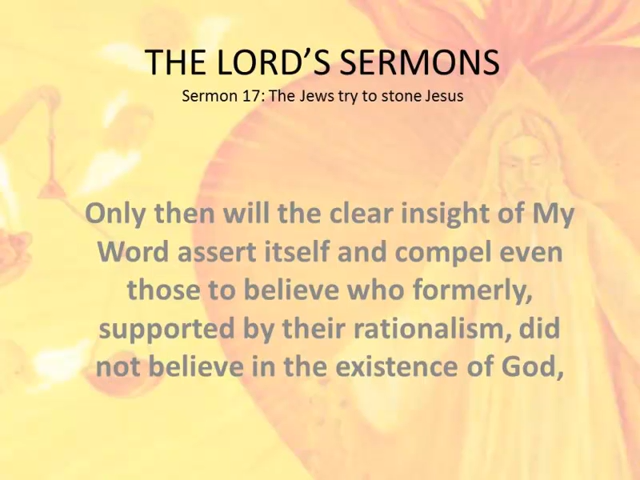 THE LORD’S SERMONS
Sermon 17: The Jews try to stone Jesus
Only then will the clear insight of My
Word assert itself and compel even
those to believe who formerly,
supported by their rationalism, did
not believe in the existence of God,